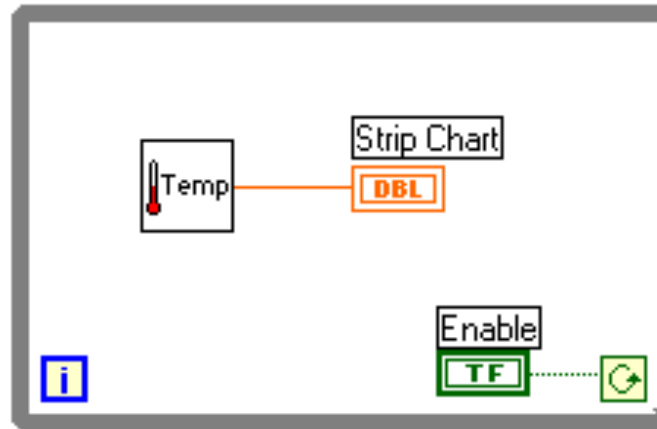 Strip Chart
Temp
DBL
Enable
TF
i